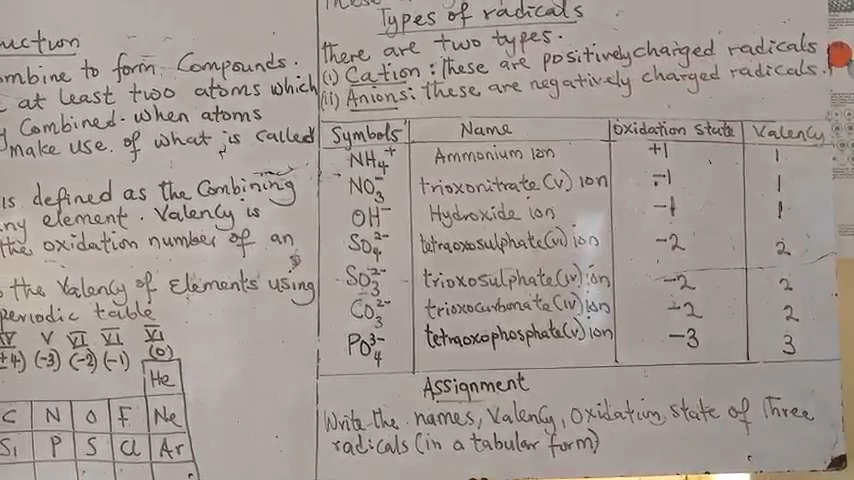 uction
ombine to form Compounds.
at least two atoms which
y Combined. When atoms
make use of what is called
is defined as the Combining
ny element. Valency is
the oxidation number of an
the Valency of Elements using
periodic table
IV V VI VI VI
±4) (-3) (-2) (-1) (0)
He
C N O F Ne
Si P S Cl Ar
Types of radicals
There are two types.
(i) Cation: These are positively charged radicals
(ii) Anions: These are negatively charged radicals.
Symbols Name Oxidation State Valency
NH₄⁺ Ammonium ion +1 1
NO₃⁻ trioxonitrate (V) ion -1 1
OH⁻ Hydroxide ion -1 1
SO₄²⁻ tetraoxosulphate(vi) ion -2 2
SO₃²⁻ trioxosulphate(iv) ion -2 2
CO₃²⁻ trioxocarbonate (iv) ion -2 2
PO₄³⁻ tetraoxophosphate(v) ion -3 3
Assignment
Write the names, Valency, Oxidation State of Three
radicals (in a tabular form)